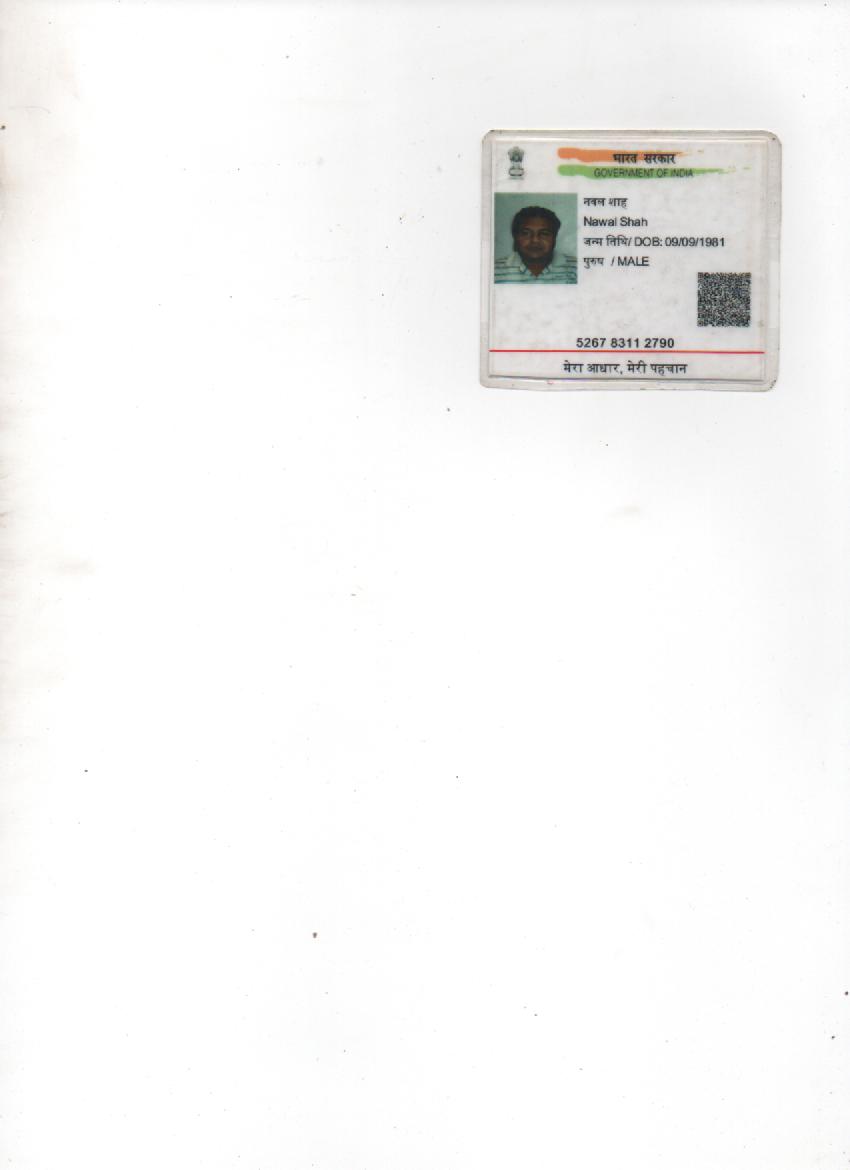 भारत सरकार
GOVERNMENT OF INDIA
नवल शाह
Nawal Shah
जन्म तिथि/ DOB: 09/09/1981
पुरुष / MALE
5267 8311 2790
मेरा आधार, मेरी पहचान